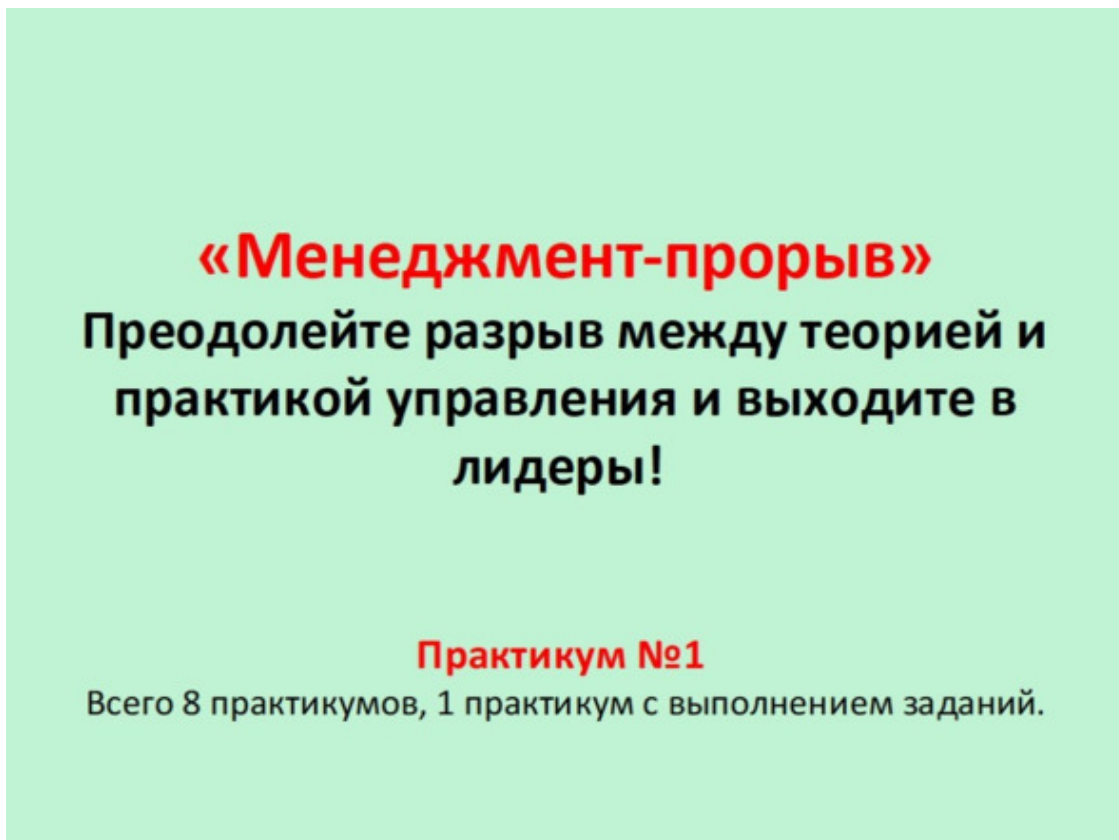 «Менеджмент-прорыв»
Преодолейте разрыв между теорией и
практикой управления и выходите в
лидеры!
Практикум №1
Всего 8 практикумов, 1 практикум с выполнением заданий.